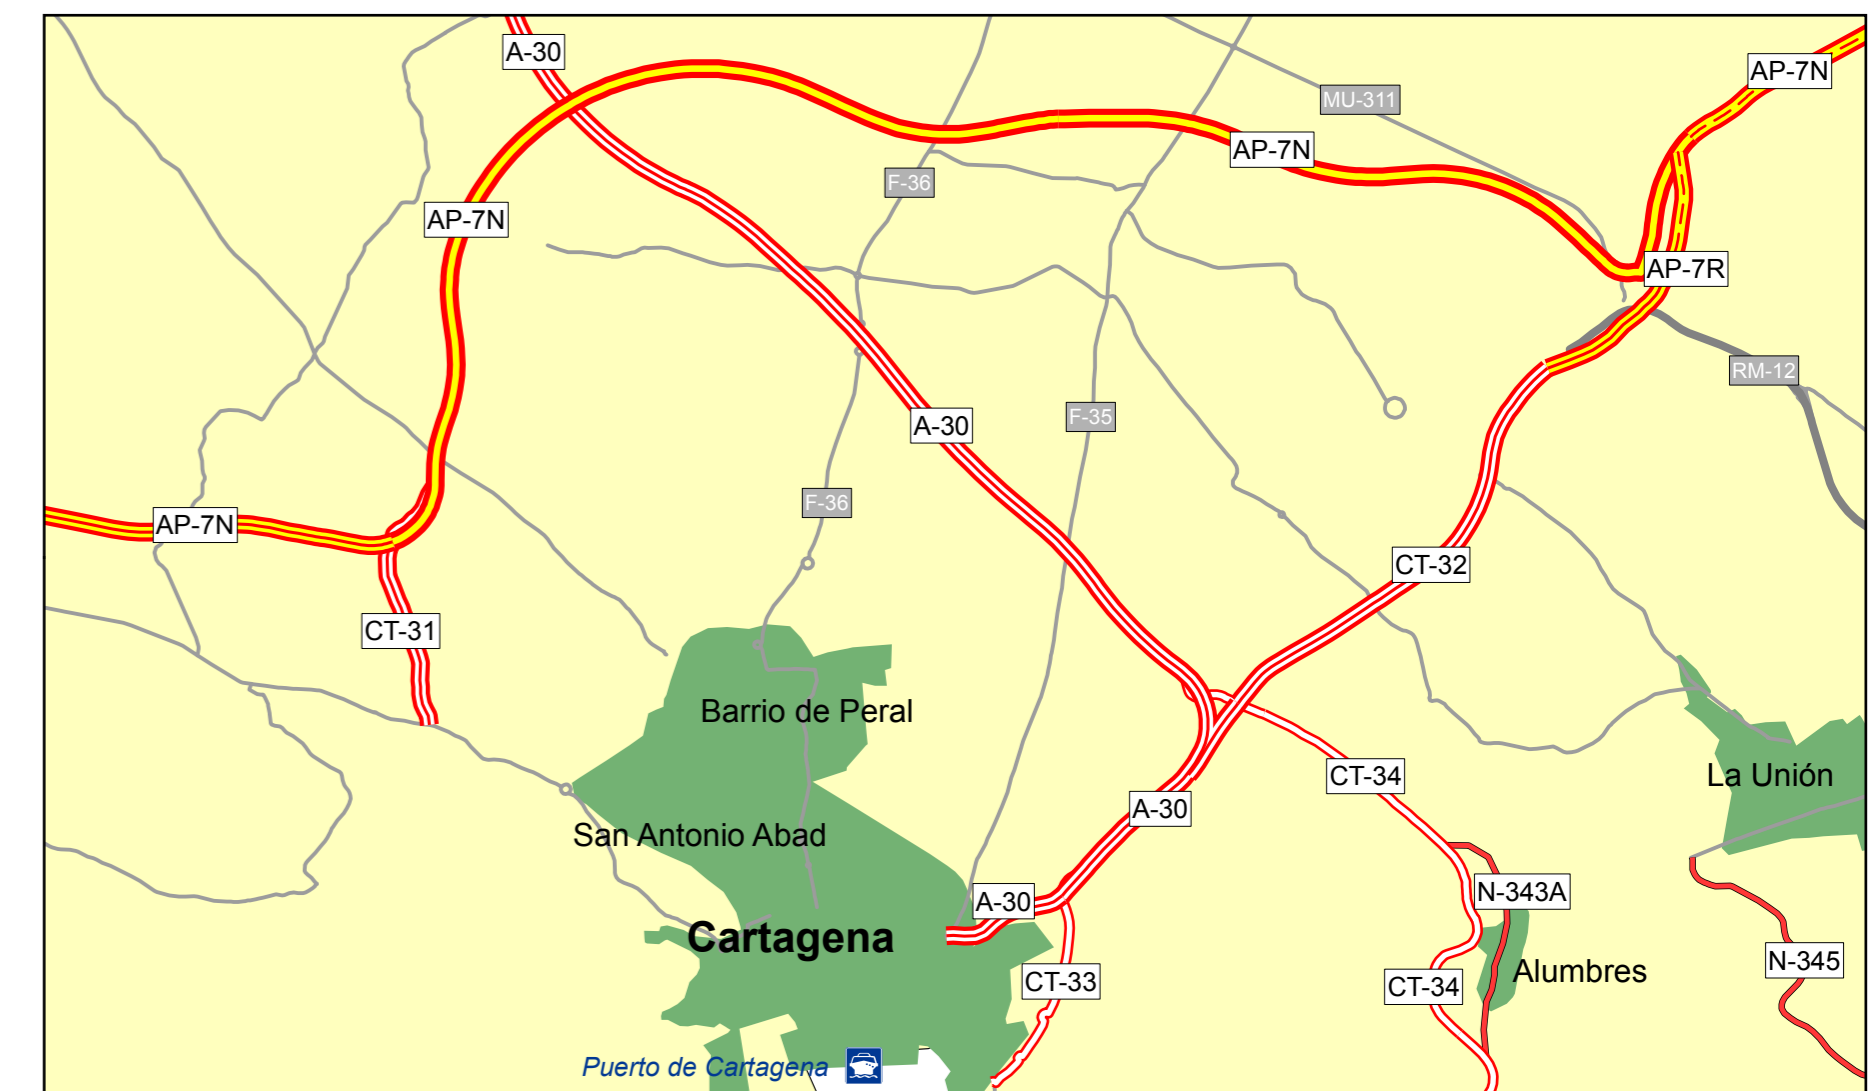 A-30
AP-7N
MU-311
AP-7N
F-36
AP-7N
AP-7R
RM-12
F-35
A-30
F-36
AP-7N
CT-32
CT-31
Barrio de Peral
CT-34
La Unión
A-30
San Antonio Abad
N-343A
A-30
Cartagena
N-345
Alumbres
CT-33
CT-34
Puerto de Cartagena